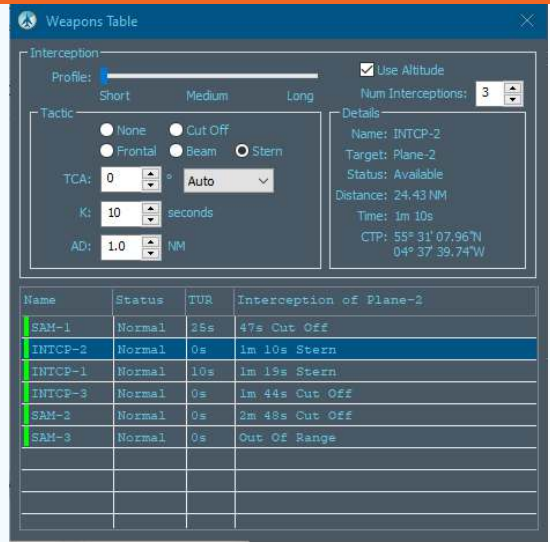 Weapons Table
Interception
Profile:
Short Medium Long
Use Altitude
Num Interceptions: 3
Tactic
None Cut Off
Frontal Beam Stern
TCA: 0 ° Auto
K: 10 seconds
AD: 1.0 NM
Details
Name: INTCP-2
Target: Plane-2
Status: Available
Distance: 24.43 NM
Time: 1m 10s
CTP: 55° 31' 07.96"N
04° 37' 39.74"W
Name Status TUR Interception of Plane-2
SAM-1 Normal 25s 47s Cut Off
INTCP-2 Normal 0s 1m 10s Stern
INTCP-1 Normal 10s 1m 19s Stern
INTCP-3 Normal 0s 1m 44s Cut Off
SAM-2 Normal 0s 2m 48s Cut Off
SAM-3 Normal 0s Out Of Range